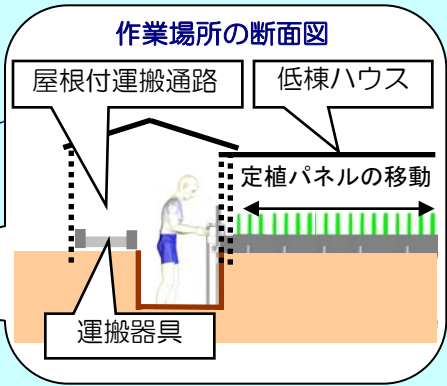 作業場所の断面図
屋根付運搬通路
低棟ハウス
定植パネルの移動
運搬器具